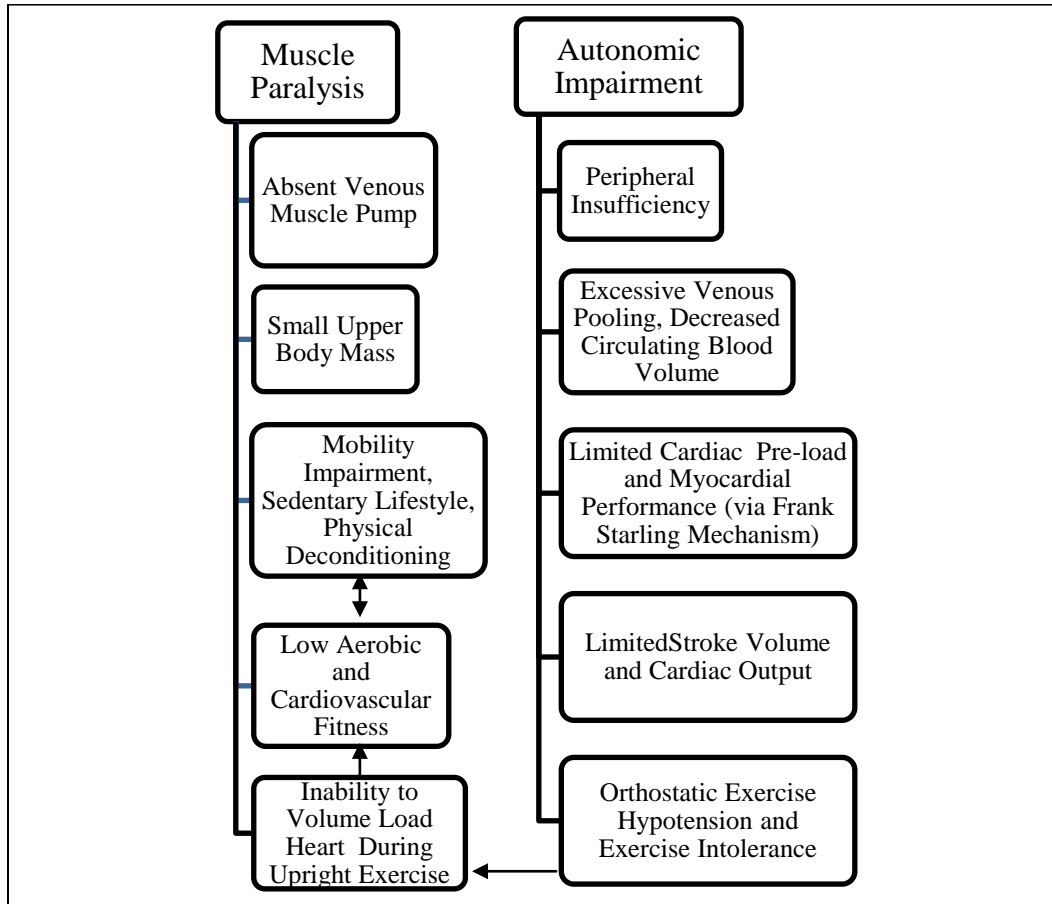 Muscle
Paralysis
Absent Venous
Muscle Pump
Small Upper
Body Mass
Mobility
Impairment,
Sedentary Lifestyle,
Physical
Deconditioning
Low Aerobic
and
Cardiovascular
Fitness
Inability to
Volume Load
Heart During
Upright Exercise
Autonomic
Impairment
Peripheral
Insufficiency
Excessive Venous
Pooling, Decreased
Circulating Blood
Volume
Limited Cardiac Pre-load
and Myocardial
Performance (via Frank
Starling Mechanism)
LimitedStroke Volume
and Cardiac Output
Orthostatic Exercise
Hypotension and
Exercise Intolerance